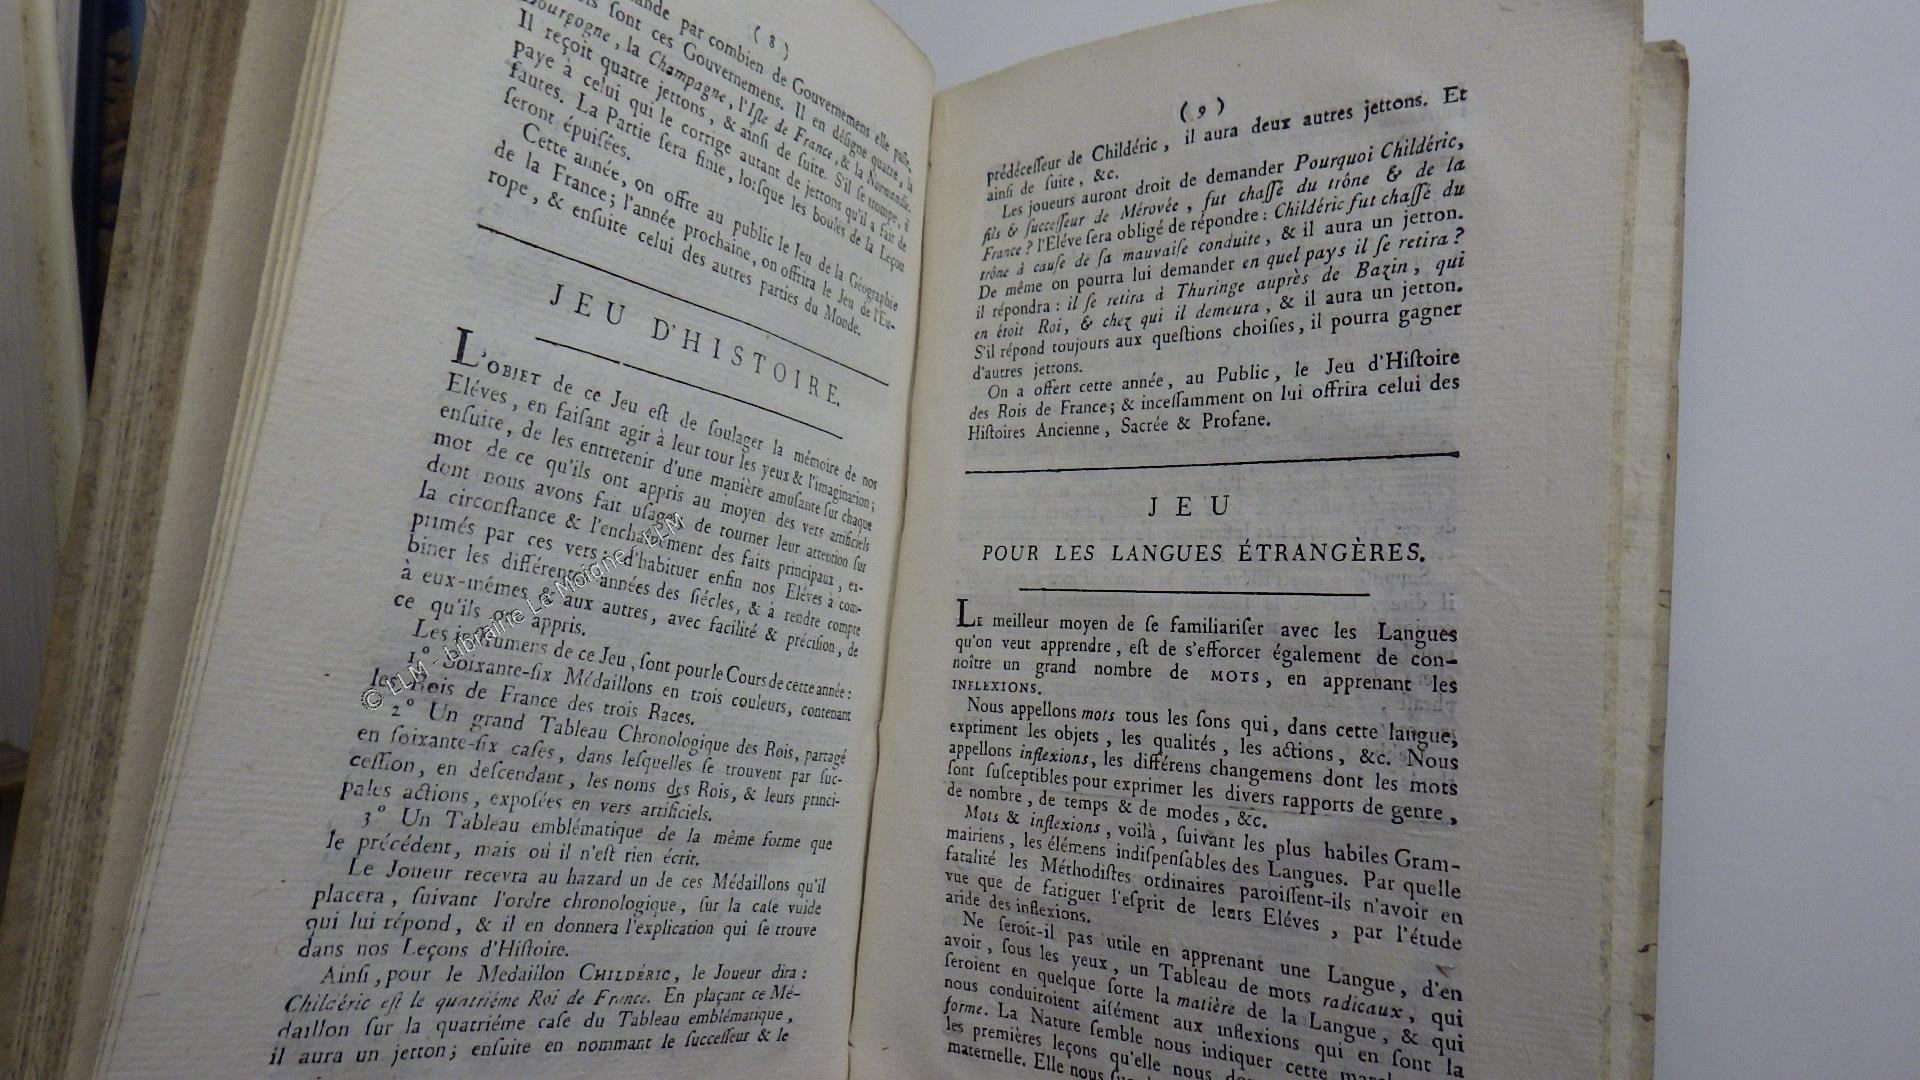 ( 8 )
par combien de Gouvernemens elle passe,
ſont ces Gouvernemens. Il en déſigne quatre, la
Bourgogne, la Champagne, l'Isle de France, & la Normandie.
Il reçoit quatre jettons, & ainſi de ſuite. S'il ſe trompe, il
paye à celui qui le corrige autant de jettons qu'il a fait de
fautes. La Partie ſera finie, lorſque les boules de la Leçon
ſeront épuiſées.
Cette année, on offre au public le Jeu de la Géographie
de la France; l'année prochaine, on offrira le Jeu de l'Eu-
rope, & enſuite celui des autres parties du Monde.
JEU D'HISTOIRE.
L'OBJET de ce Jeu eſt de ſoulager la mémoire de nos
Eléves, en faiſant agir à leur tour les yeux & l'imagination;
enſuite, de les entretenir d'une manière amuſante ſur chaque
mot de ce qu'ils ont appris au moyen des vers artificiels
dont nous avons fait uſage, de tourner leur attention ſur
la circonſtance & l'enchaînement des faits principaux, ex-
primés par ces vers; d'habituer enfin nos Eléves à com-
biner les différentes années des ſiécles, & à rendre compte
à eux-mêmes & aux autres, avec facilité & préciſion, de
ce qu'ils ont appris.
Les inſtrumens de ce Jeu, ſont pour le Cours de cette année:
1° Soixante-ſix Médaillons en trois couleurs, contenant
les Rois de France des trois Races.
2° Un grand Tableau Chronologique des Rois, partagé
en ſoixante-ſix caſes, dans leſquelles ſe trouvent par ſuc-
ceſſion, en deſcendant, les noms des Rois, & leurs princi-
pales actions, expoſées en vers artificiels.
3° Un Tableau emblématique de la même forme que
le précédent, mais où il n'eſt rien écrit.
Le Joueur recevra au hazard un de ces Médaillons qu'il
placera, ſuivant l'ordre chronologique, ſur la caſe vuide
qui lui répond, & il en donnera l'explication qui ſe trouve
dans nos Leçons d'Hiſtoire.
Ainſi, pour le Medaillon CHILDÉRIC, le Joueur dira:
Childéric eſt le quatriéme Roi de France. En plaçant ce Mé-
daillon ſur la quatriéme caſe du Tableau emblématique,
il aura un jetton; enſuite en nommant le ſucceſſeur & le
© LLM - Librairie Le Moigne - LLM
( 9 )
prédéceſſeur de Childéric, il aura deux autres jettons. Et
ainſi de ſuite, &c.
Les joueurs auront droit de demander Pourquoi Childéric,
fils & ſucceſſeur de Mérovée, fut chaſſé du trône & de la
France? l'Eléve ſera obligé de répondre: Childéric fut chaſſé du
trône à cauſe de ſa mauvaiſe conduite, & il aura un jetton.
De même on pourra lui demander en quel pays il ſe retira?
il répondra: il ſe retira à Thuringe auprès de Bazin, qui
en étoit Roi, & chez qui il demeura, & il aura un jetton.
S'il répond toujours aux queſtions choiſies, il pourra gagner
d'autres jettons.
On a offert cette année, au Public, le Jeu d'Hiſtoire
des Rois de France; & inceſſamment on lui offrira celui des
Hiſtoires Ancienne, Sacrée & Profane.
JEU
POUR LES LANGUES ÉTRANGÈRES.
LE meilleur moyen de ſe familiariſer avec les Langues
qu'on veut apprendre, eſt de s'efforcer également de con-
noître un grand nombre de MOTS, en apprenant les
INFLEXIONS.
Nous appellons mots tous les ſons qui, dans cette langue,
expriment les objets, les qualités, les actions, &c. Nous
appellons inflexions, les différens changemens dont les mots
ſont ſuſceptibles pour exprimer les divers rapports de genre,
de nombre, de temps & de modes, &c.
Mots & inflexions, voilà, ſuivant les plus habiles Gram-
mairiens, les élémens indiſpenſables des Langues. Par quelle
fatalité les Méthodiſtes ordinaires paroiſſent-ils n'avoir en
vue que de fatiguer l'eſprit de leurs Eléves, par l'étude
aride des inflexions.
Ne ſeroit-il pas utile en apprenant une Langue, d'en
avoir, ſous les yeux, un Tableau de mots radicaux, qui
ſeroient en quelque ſorte la matière de la Langue, & qui
nous conduiroient aiſément aux inflexions qui en ſont la
forme. La Nature ſemble nous indiquer cette
les premières leçons qu'elle nous
maternelle. Elle nous